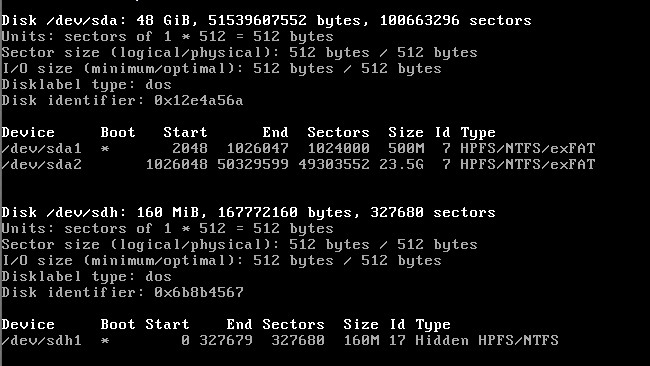 Disk /dev/sda: 48 GiB, 51539607552 bytes, 100663296 sectors
Units: sectors of 1 * 512 = 512 bytes
Sector size (logical/physical): 512 bytes / 512 bytes
I/O size (minimum/optimal): 512 bytes / 512 bytes
Disklabel type: dos
Disk identifier: 0x12e4a56a
Device     Boot   Start      End  Sectors  Size Id Type
/dev/sda1  *       2048  1026047  1024000  500M  7 HPFS/NTFS/exFAT
/dev/sda2       1026048 50329599 49303552 23.5G  7 HPFS/NTFS/exFAT
Disk /dev/sdh: 160 MiB, 167772160 bytes, 327680 sectors
Units: sectors of 1 * 512 = 512 bytes
Sector size (logical/physical): 512 bytes / 512 bytes
I/O size (minimum/optimal): 512 bytes / 512 bytes
Disklabel type: dos
Disk identifier: 0x6b8b4567
Device     Boot Start    End Sectors  Size Id Type
/dev/sdh1  *        0 327679  327680  160M 17 Hidden HPFS/NTFS